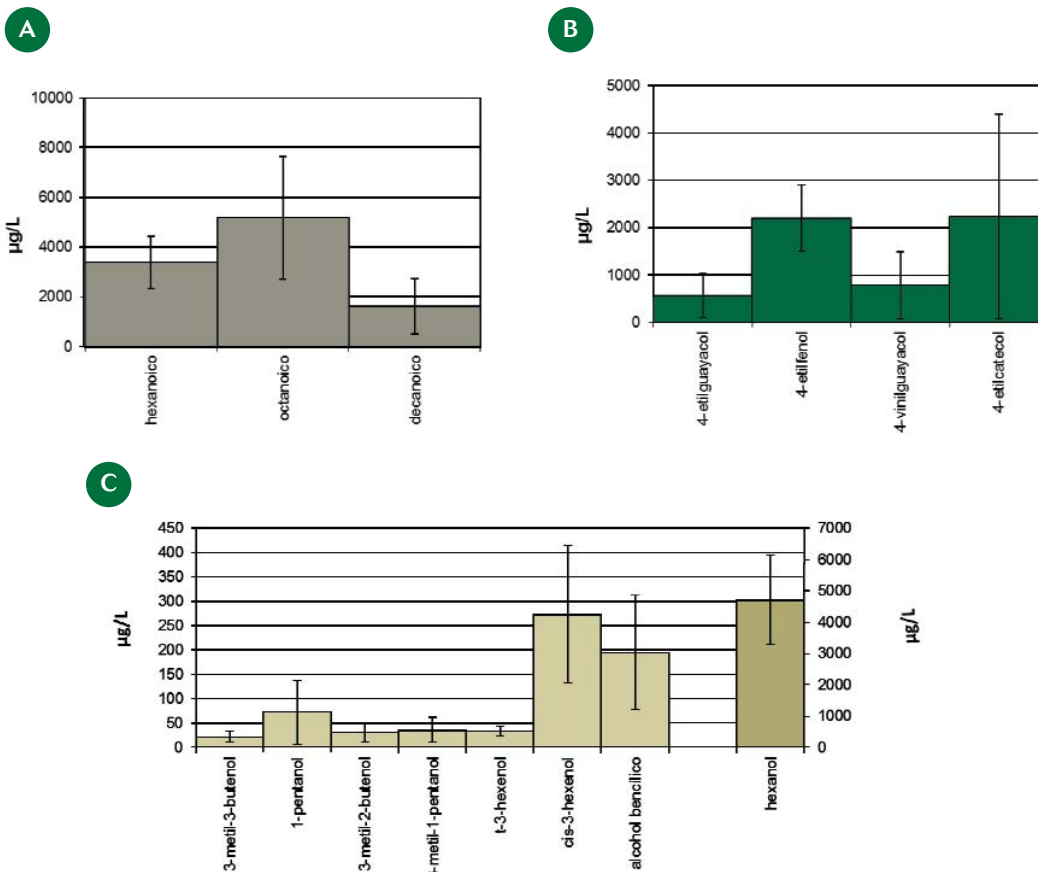 A
10000
8000
6000
4000
2000
0
µg/L
hexanoico
octanoico
decanoico
B
5000
4000
3000
2000
1000
0
µg/L
4-etilguayacol
4-etilfenol
4-vinilguayacol
4-etilcatecol
C
450
400
350
300
250
200
150
100
50
0
µg/L
3-metil-3-butenol
1-pentanol
3-metil-2-butenol
-metil-1-pentanol
t-3-hexenol
cis-3-hexenol
alcohol bencilico
hexanol
7000
6000
5000
4000
3000
2000
1000
0
µg/L